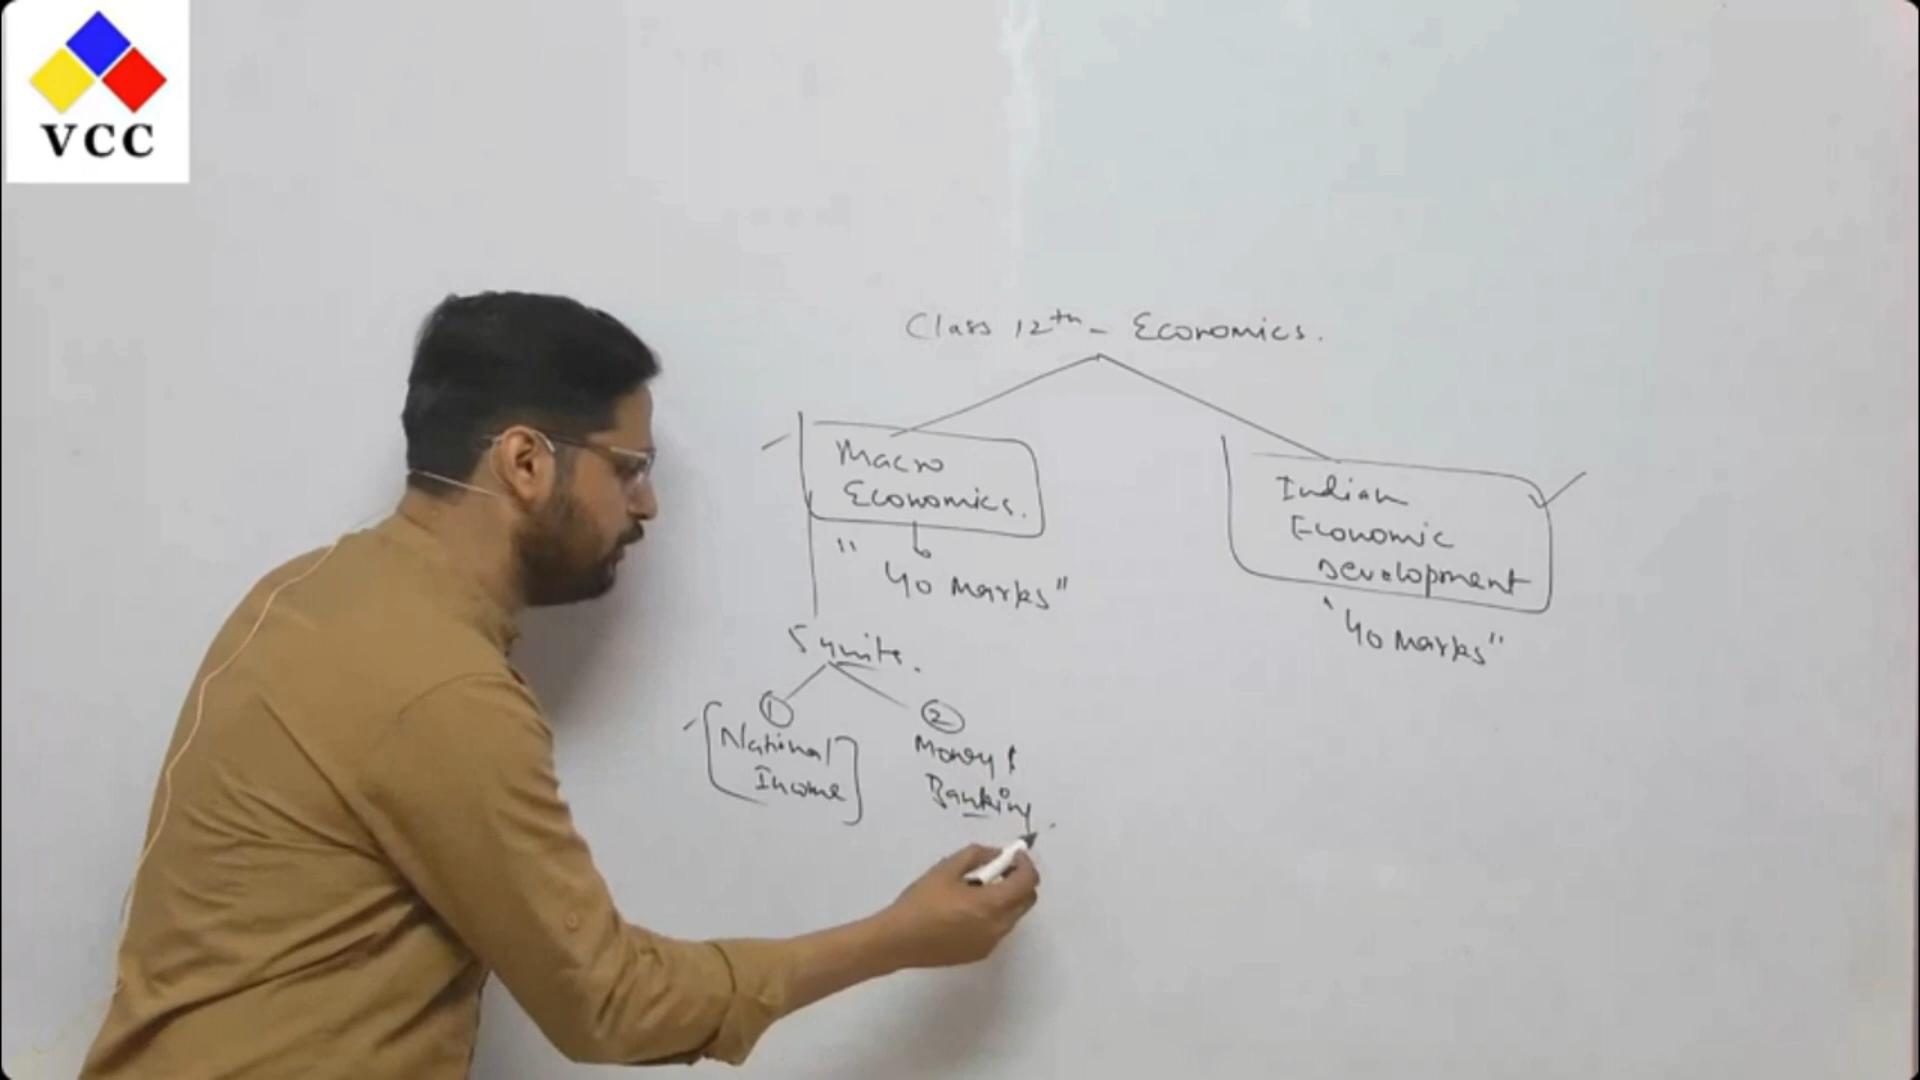 VCC
Class 12th - Economics.
Macro
Economics.
"40 Marks"
Indian
Economic
Development
"40 Marks"
5 units.
1
National
Income
2
Money &
Banking